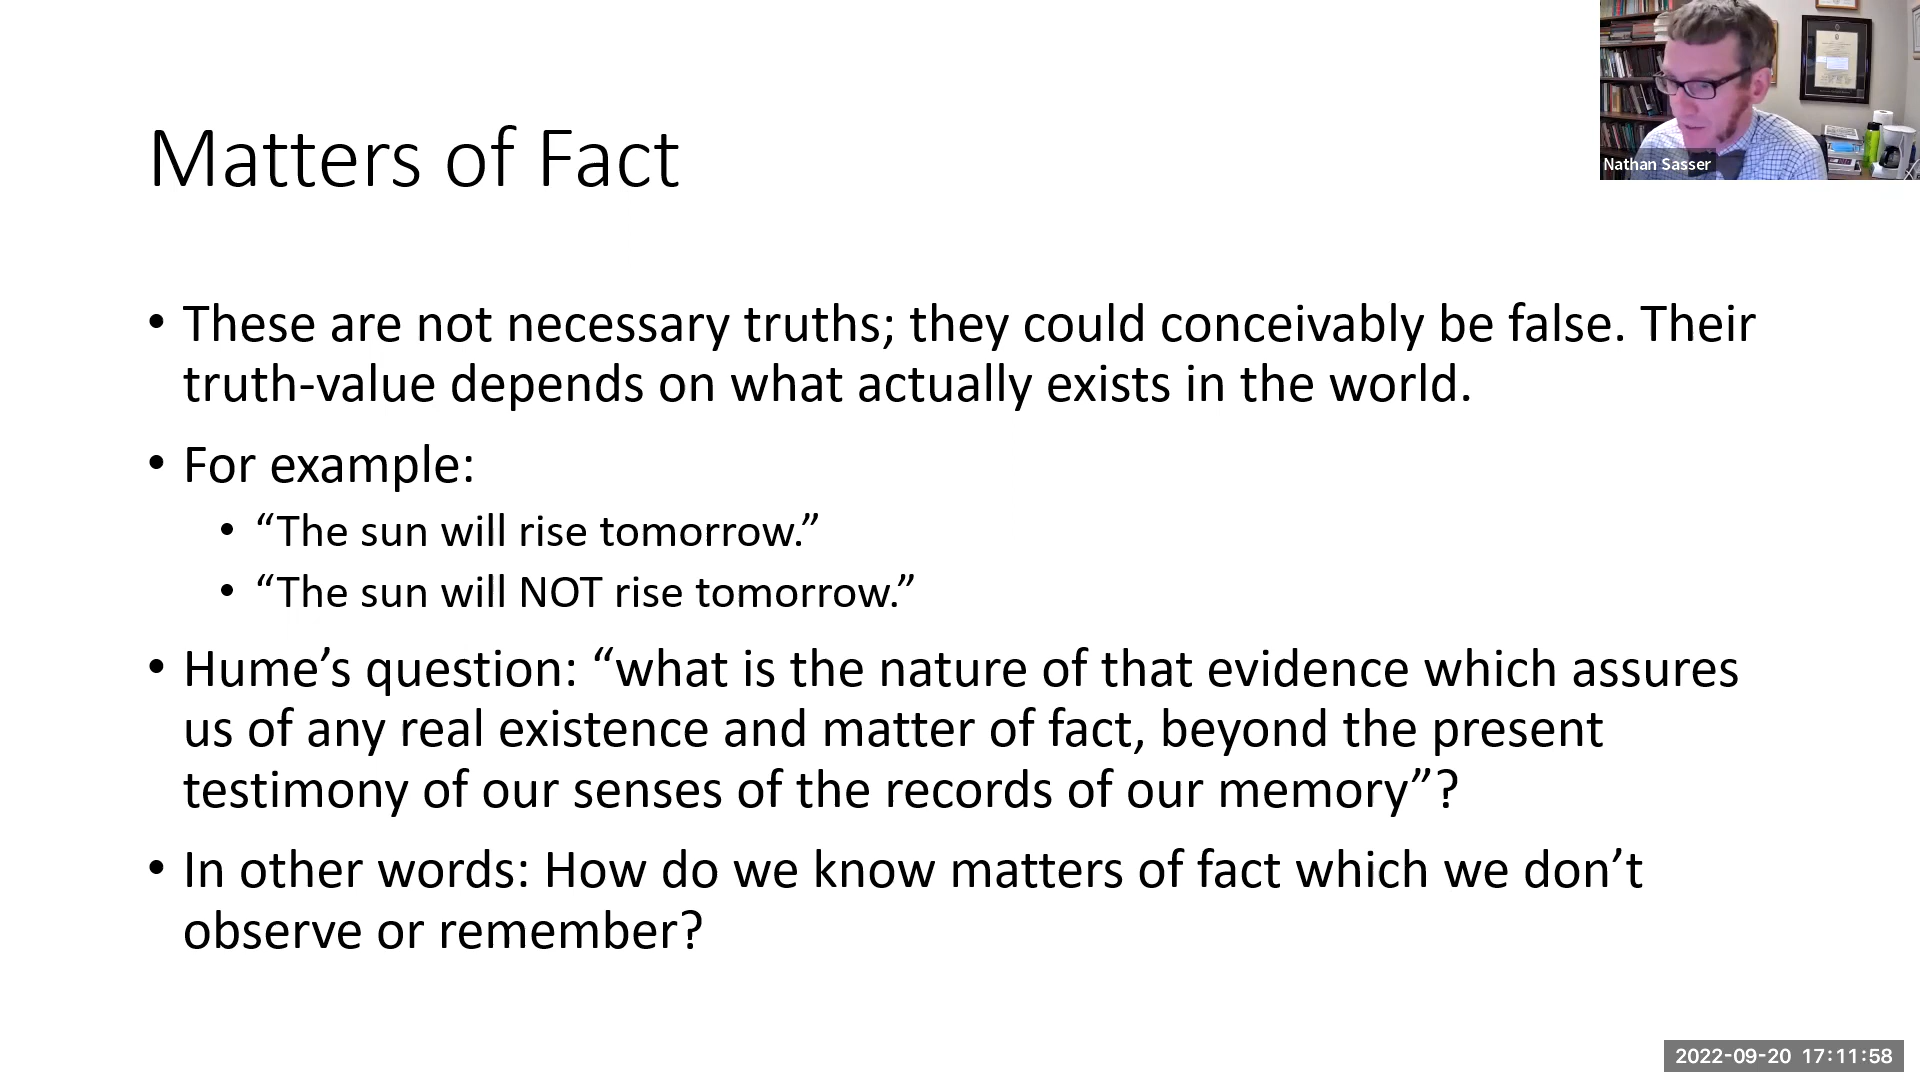 Matters of Fact
Nathan Sasser
• These are not necessary truths; they could conceivably be false. Their
truth-value depends on what actually exists in the world.
• For example:
• “The sun will rise tomorrow.”
• “The sun will NOT rise tomorrow.”
• Hume’s question: “what is the nature of that evidence which assures
us of any real existence and matter of fact, beyond the present
testimony of our senses of the records of our memory”?
• In other words: How do we know matters of fact which we don’t
observe or remember?
2022-09-20 17:11:58